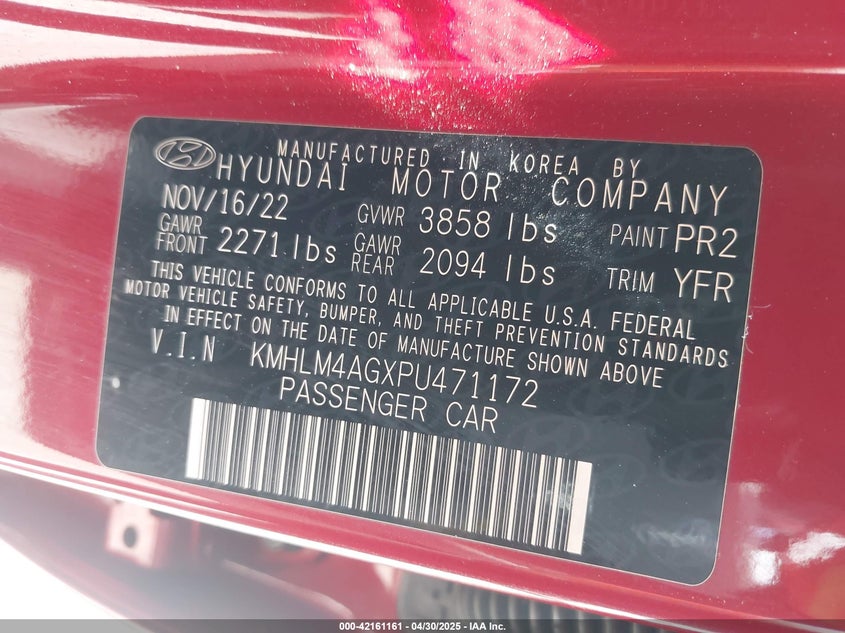 MANUFACTURED IN KOREA BY
HYUNDAI MOTOR COMPANY
NOV/16/22 GVWR 3858 lbs PAINT PR2
GAWR FRONT 2271 lbs GAWR REAR 2094 lbs TRIM YFR
THIS VEHICLE CONFORMS TO ALL APPLICABLE U.S.A. FEDERAL
MOTOR VEHICLE SAFETY, BUMPER, AND THEFT PREVENTION STANDARDS
IN EFFECT ON THE DATE OF MANUFACTURE SHOWN ABOVE
V.I.N KMHLM4AGXPU471172
PASSENGER CAR
000-42161161 - 04/30/2025 - IAA Inc.